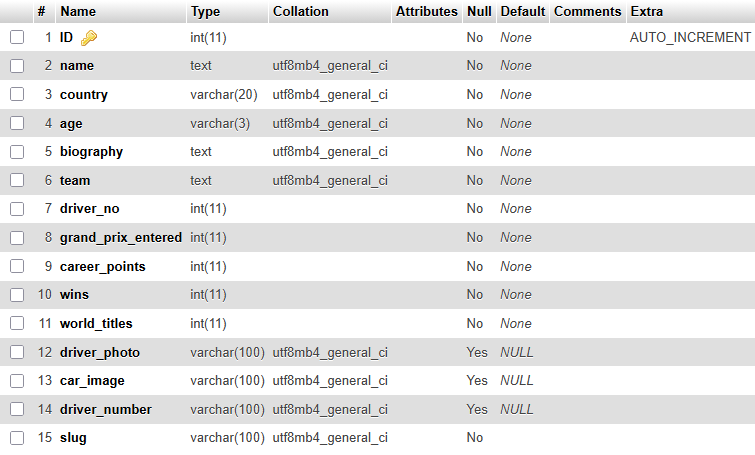 # Name Type Collation Attributes Null Default Comments Extra
1 ID int(11) No None AUTO_INCREMENT
2 name text utf8mb4_general_ci No None
3 country varchar(20) utf8mb4_general_ci No None
4 age varchar(3) utf8mb4_general_ci No None
5 biography text utf8mb4_general_ci No None
6 team text utf8mb4_general_ci No None
7 driver_no int(11) No None
8 grand_prix_entered int(11) No None
9 career_points int(11) No None
10 wins int(11) No None
11 world_titles int(11) No None
12 driver_photo varchar(100) utf8mb4_general_ci Yes NULL
13 car_image varchar(100) utf8mb4_general_ci Yes NULL
14 driver_number varchar(100) utf8mb4_general_ci Yes NULL
15 slug varchar(100) utf8mb4_general_ci No